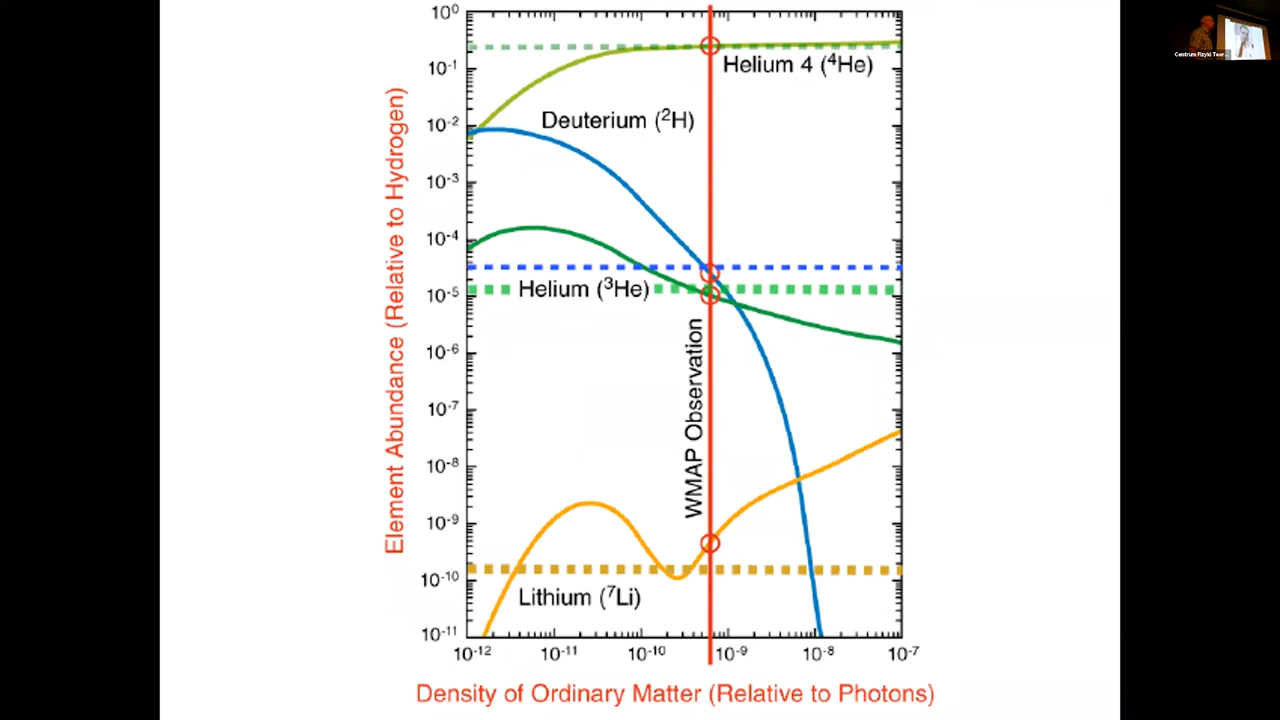 Centrum Fizyki Teor...
10⁰
10⁻¹
10⁻²
10⁻³
10⁻⁴
10⁻⁵
10⁻⁶
10⁻⁷
10⁻⁸
10⁻⁹
10⁻¹⁰
10⁻¹¹
Element Abundance (Relative to Hydrogen)
Helium 4 (⁴He)
Deuterium (²H)
Helium (³He)
WMAP Observation
Lithium (⁷Li)
10⁻¹² 10⁻¹¹ 10⁻¹⁰ 10⁻⁹ 10⁻⁸ 10⁻⁷
Density of Ordinary Matter (Relative to Photons)